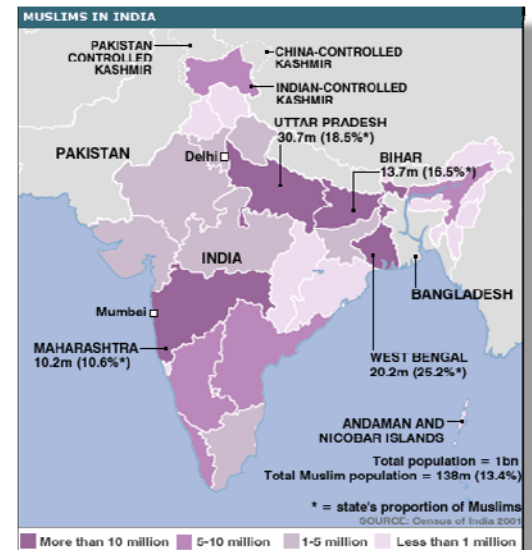 MUSLIMS IN INDIA
PAKISTAN
CONTROLLED
KASHMIR
CHINA-CONTROLLED
KASHMIR
INDIAN-CONTROLLED
KASHMIR
UTTAR PRADESH
30.7m (18.5%*)
PAKISTAN
Delhi
BIHAR
13.7m (16.5%*)
INDIA
BANGLADESH
Mumbai
MAHARASHTRA
10.2m (10.6%*)
WEST BENGAL
20.2m (25.2%*)
ANDAMAN AND
NICOBAR ISLANDS
Total population = 1bn
Total Muslim population = 138m (13.4%)
* = state's proportion of Muslims
SOURCE: Census of India 2001
More than 10 million 5-10 million 1-5 million Less than 1 million